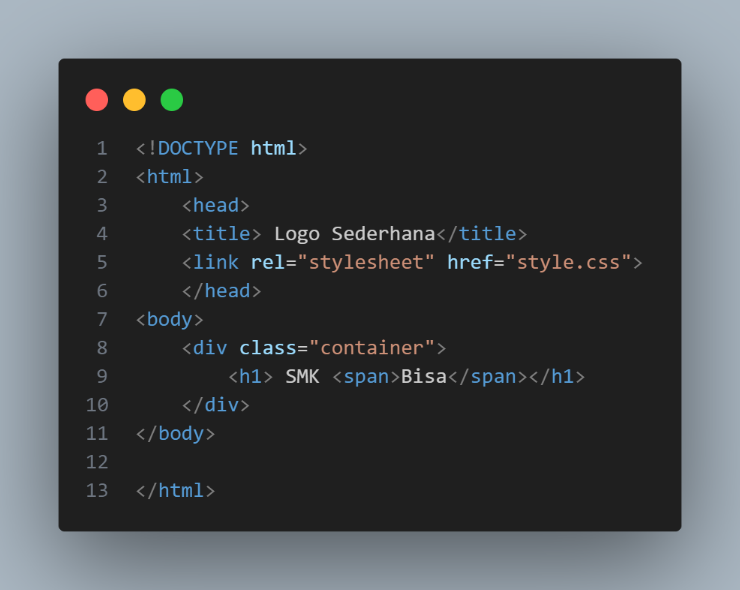 1 <!DOCTYPE html>
2 <html>
3     <head>
4     <title> Logo Sederhana</title>
5     <link rel="stylesheet" href="style.css">
6     </head>
7 <body>
8     <div class="container">
9         <h1> SMK <span>Bisa</span></h1>
10     </div>
11 </body>
12
13 </html>